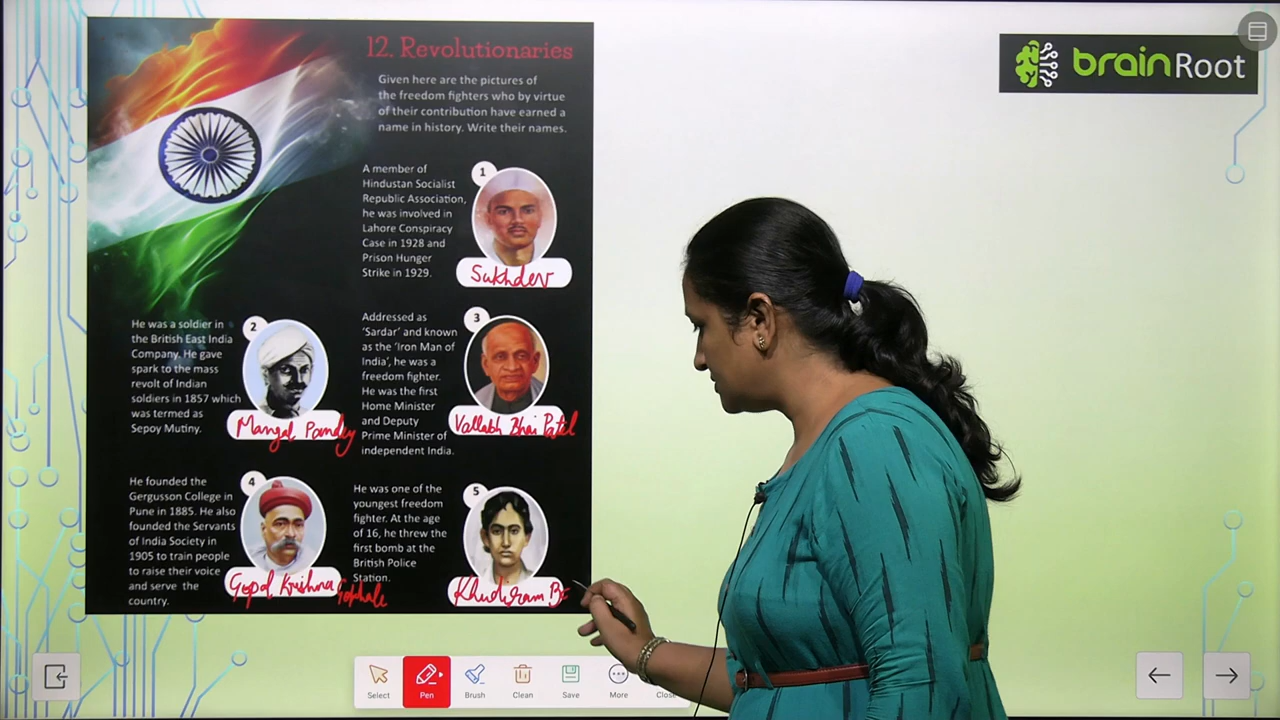 12. Revolutionaries
Given here are the pictures of
the freedom fighters who by virtue
of their contribution have earned a
name in history. Write their names.
brainRoot
A member of
Hindustan Socialist
Republic Association,
he was involved in
Lahore Conspiracy
Case in 1928 and
Prison Hunger
Strike in 1929.
1
Sukhdev
He was a soldier in
the British East India
Company. He gave
spark to the mass
revolt of Indian
soldiers in 1857 which
was termed as
Sepoy Mutiny.
2
Mangal Pandey
Addressed as
'Sardar' and known
as the 'Iron Man of
India', he was a
freedom fighter.
He was the first
Home Minister
and Deputy
Prime Minister of
independent India.
3
Vallabh Bhai Patel
He founded the
Gergusson College in
Pune in 1885. He also
founded the Servants
of India Society in
1905 to train people
to raise their voice
and serve the
country.
4
Gopal Krishna
Gokhale
He was one of the
youngest freedom
fighter. At the age
of 16, he threw the
first bomb at the
British Police
Station.
5
Khudiram Bo
Select
Pen
Brush
Clean
Save
More
Close